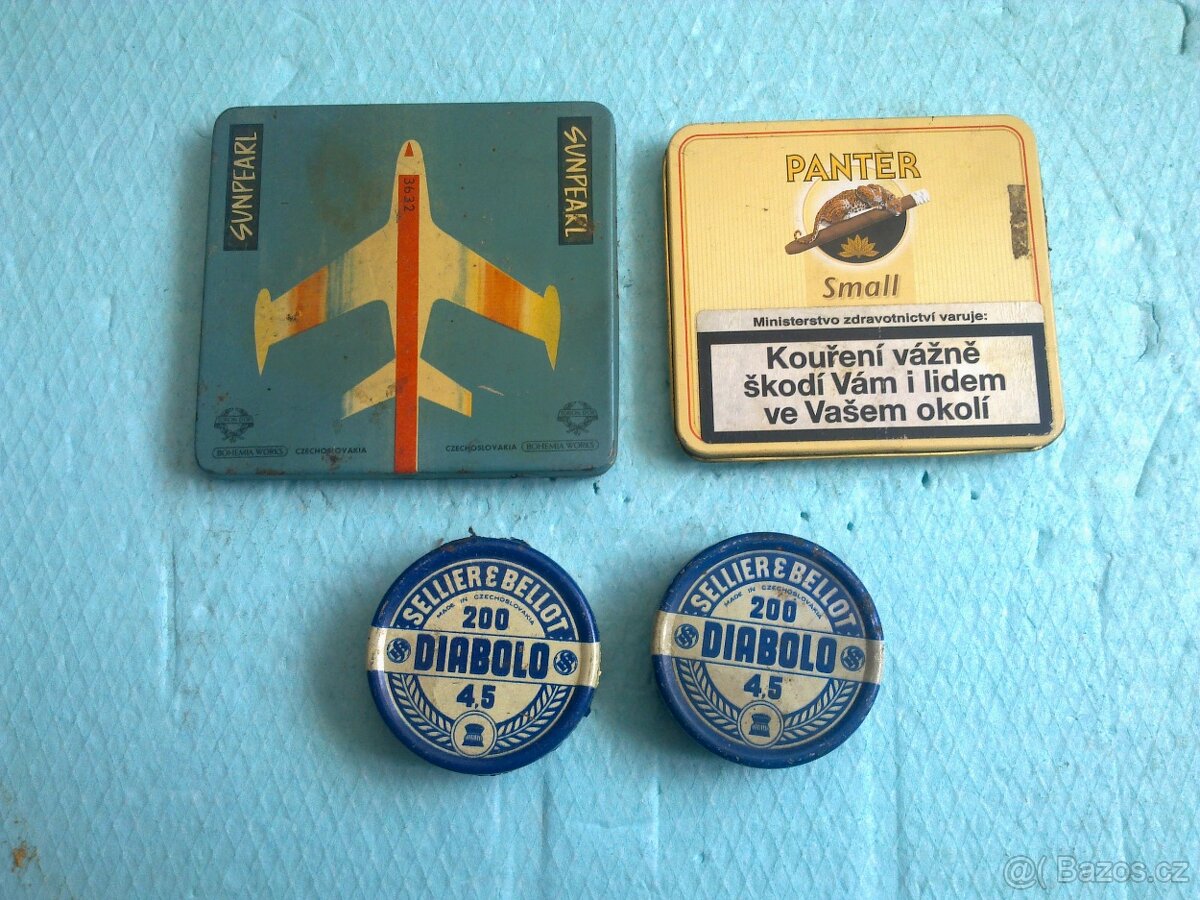 SUNPEARL
SUNPEARL
3632
BOHEMIA WORKS
CZECHOSLOVAKIA
CZECHOSLOVAKIA
BOHEMIA WORKS
PANTER
Small
Ministerstvo zdravotnictví varuje:
Kouření vážně
škodí Vám i lidem
ve Vašem okolí
SELLIER & BELLOT
MADE IN CZECHOSLOVAKIA
200
DIABOLO
4,5
SELLIER & BELLOT
MADE IN CZECHOSLOVAKIA
200
DIABOLO
4,5
@( Bazos.cz